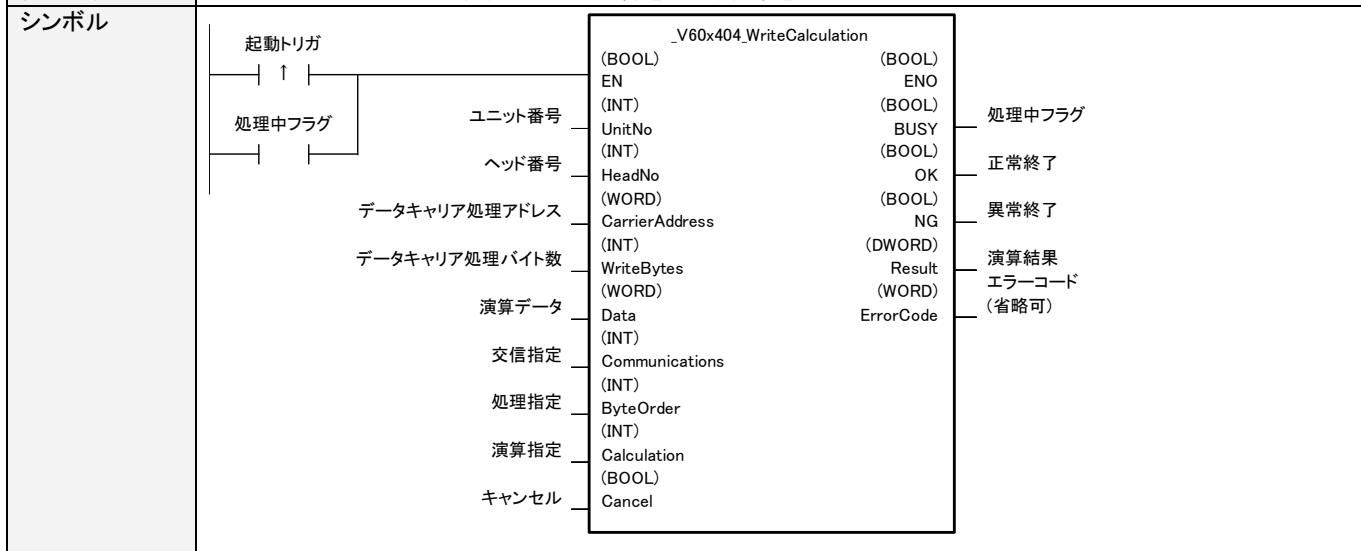 シンボル
起動トリガ
↑
処理中フラグ
ユニット番号
ヘッド番号
データキャリア処理アドレス
データキャリア処理バイト数
演算データ
交信指定
処理指定
演算指定
キャンセル
_V60x404_WriteCalculation
(BOOL) (BOOL)
EN ENO
(INT) (BOOL)
UnitNo BUSY
(INT) (BOOL)
HeadNo OK
(WORD) (BOOL)
CarrierAddress NG
(INT) (DWORD)
WriteBytes Result
(WORD) (WORD)
Data ErrorCode
(INT)
Communications
(INT)
ByteOrder
(INT)
Calculation
(BOOL)
Cancel
処理中フラグ
正常終了
異常終了
演算結果
エラーコード
(省略可)